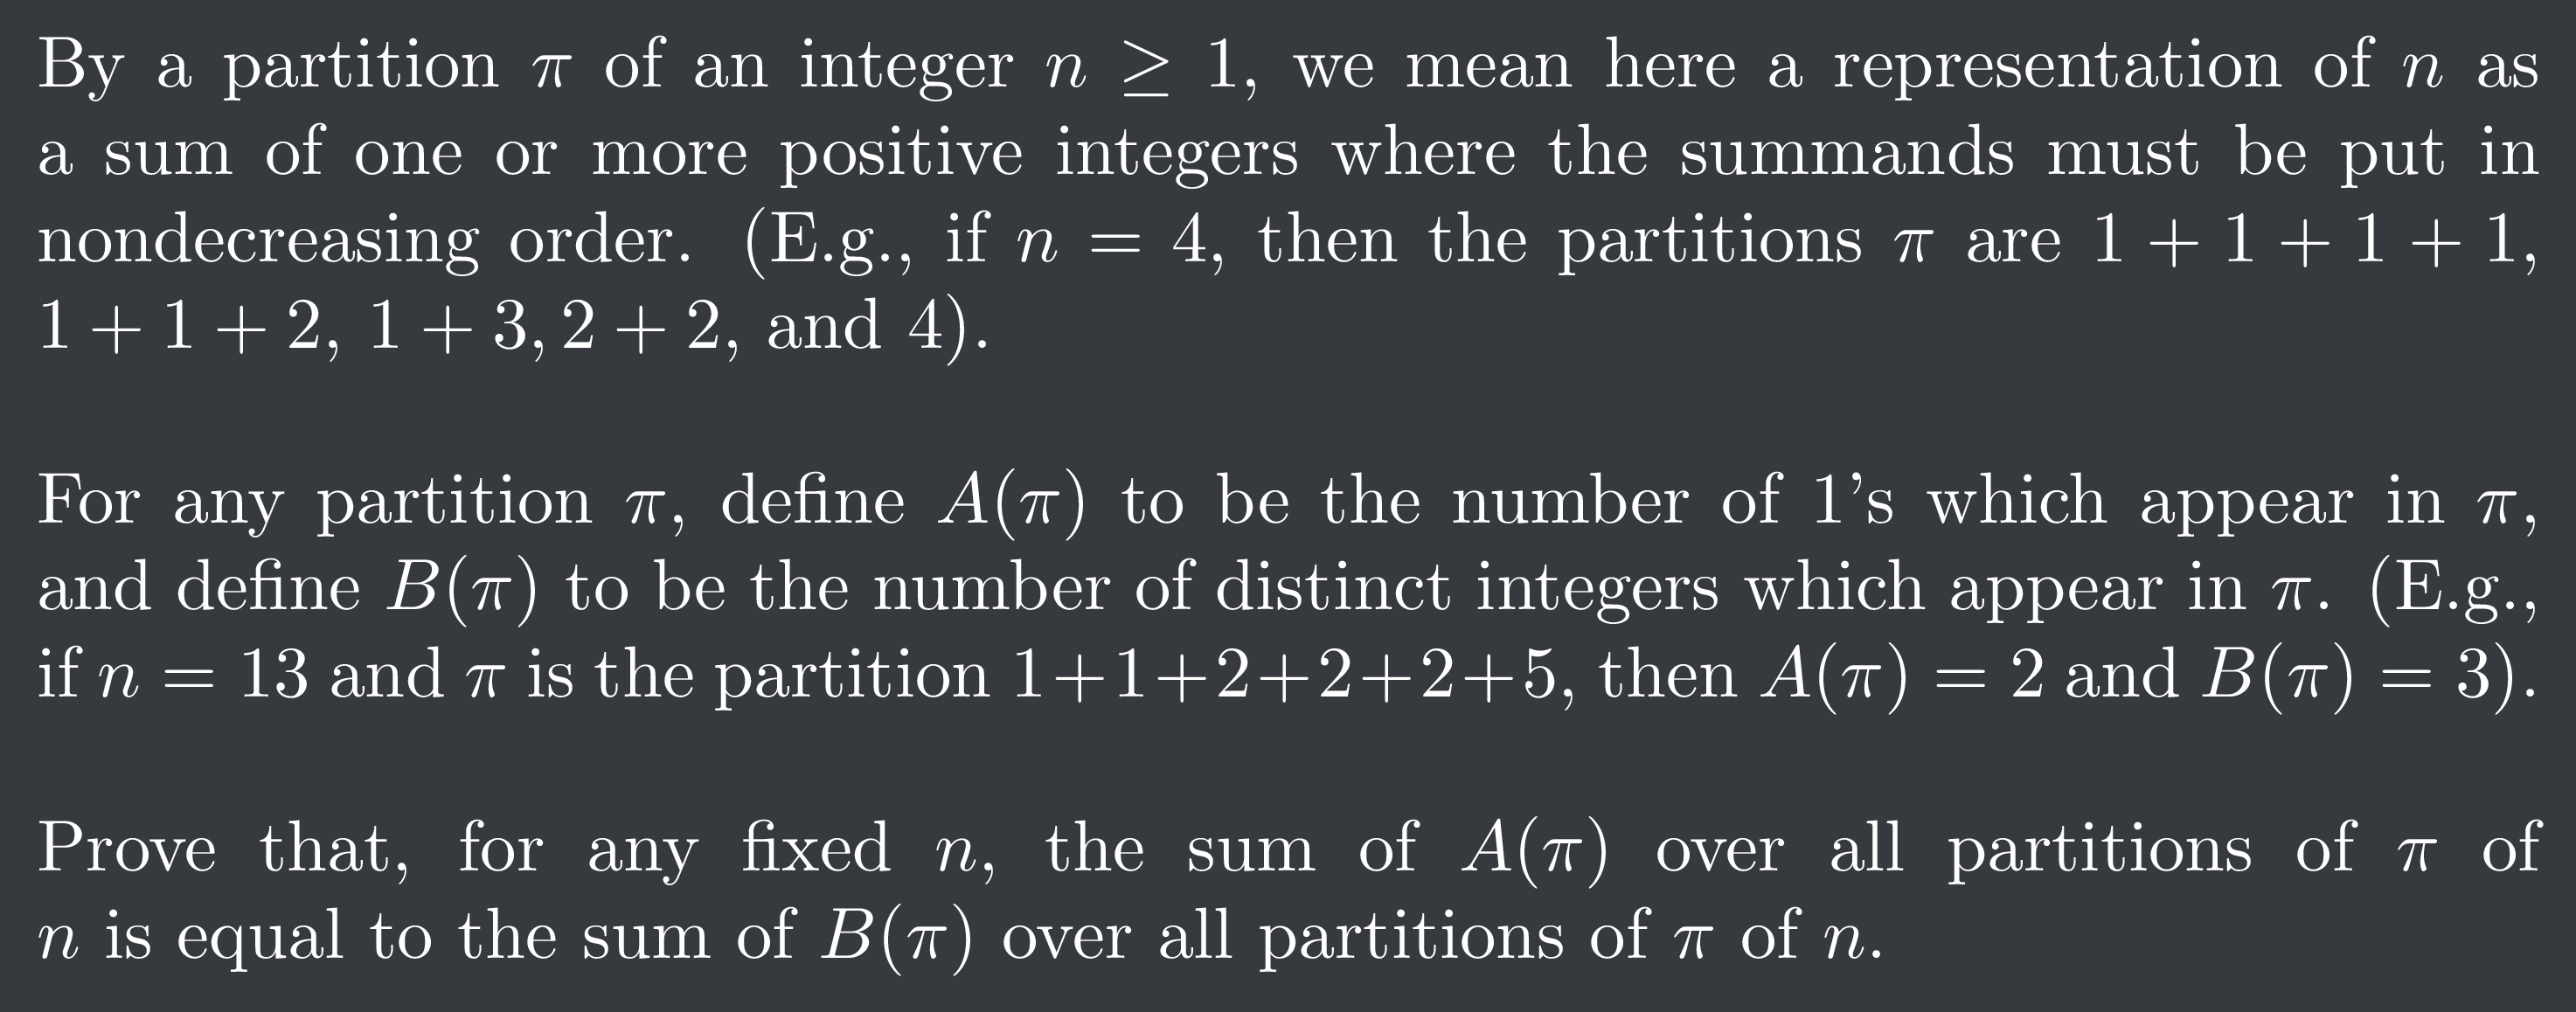 By a partition π of an integer n ≥ 1, we mean here a representation of n as
a sum of one or more positive integers where the summands must be put in
nondecreasing order. (E.g., if n = 4, then the partitions π are 1 + 1 + 1 + 1,
1 + 1 + 2, 1 + 3, 2 + 2, and 4).
For any partition π, define A(π) to be the number of 1’s which appear in π,
and define B(π) to be the number of distinct integers which appear in π. (E.g.,
if n = 13 and π is the partition 1+1+2+2+2+5, then A(π) = 2 and B(π) = 3).
Prove that, for any fixed n, the sum of A(π) over all partitions of π of
n is equal to the sum of B(π) over all partitions of π of n.